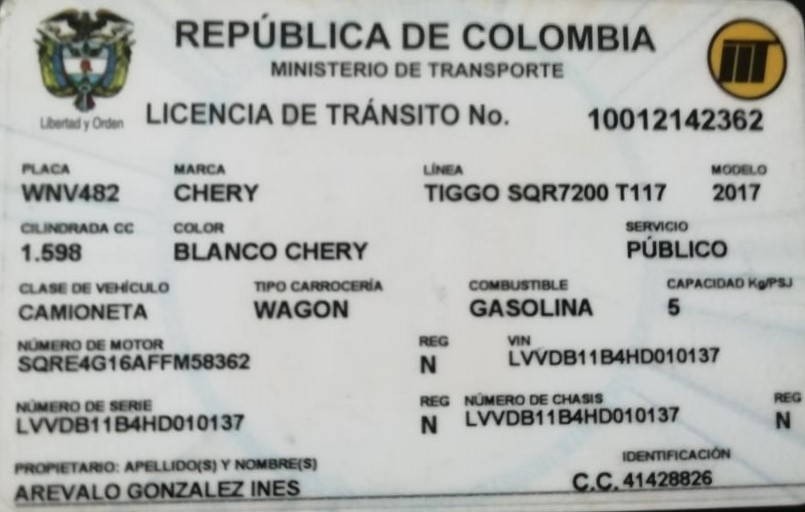 REPÚBLICA DE COLOMBIA
MINISTERIO DE TRANSPORTE
Libertad y Orden
LICENCIA DE TRÁNSITO No. 10012142362
PLACA MARCA LÍNEA MODELO
WNV482 CHERY TIGGO SQR7200 T117 2017
CILINDRADA CC COLOR SERVICIO
1.598 BLANCO CHERY PÚBLICO
CLASE DE VEHÍCULO TIPO CARROCERÍA COMBUSTIBLE CAPACIDAD Kg/PSJ
CAMIONETA WAGON GASOLINA 5
NÚMERO DE MOTOR REG VIN
SQRE4G16AFFM58362 N LVVDB11B4HD010137
NÚMERO DE SERIE REG NÚMERO DE CHASIS REG
LVVDB11B4HD010137 N LVVDB11B4HD010137 N
PROPIETARIO: APELLIDO(S) Y NOMBRE(S) IDENTIFICACIÓN
AREVALO GONZALEZ INES C.C. 41428826